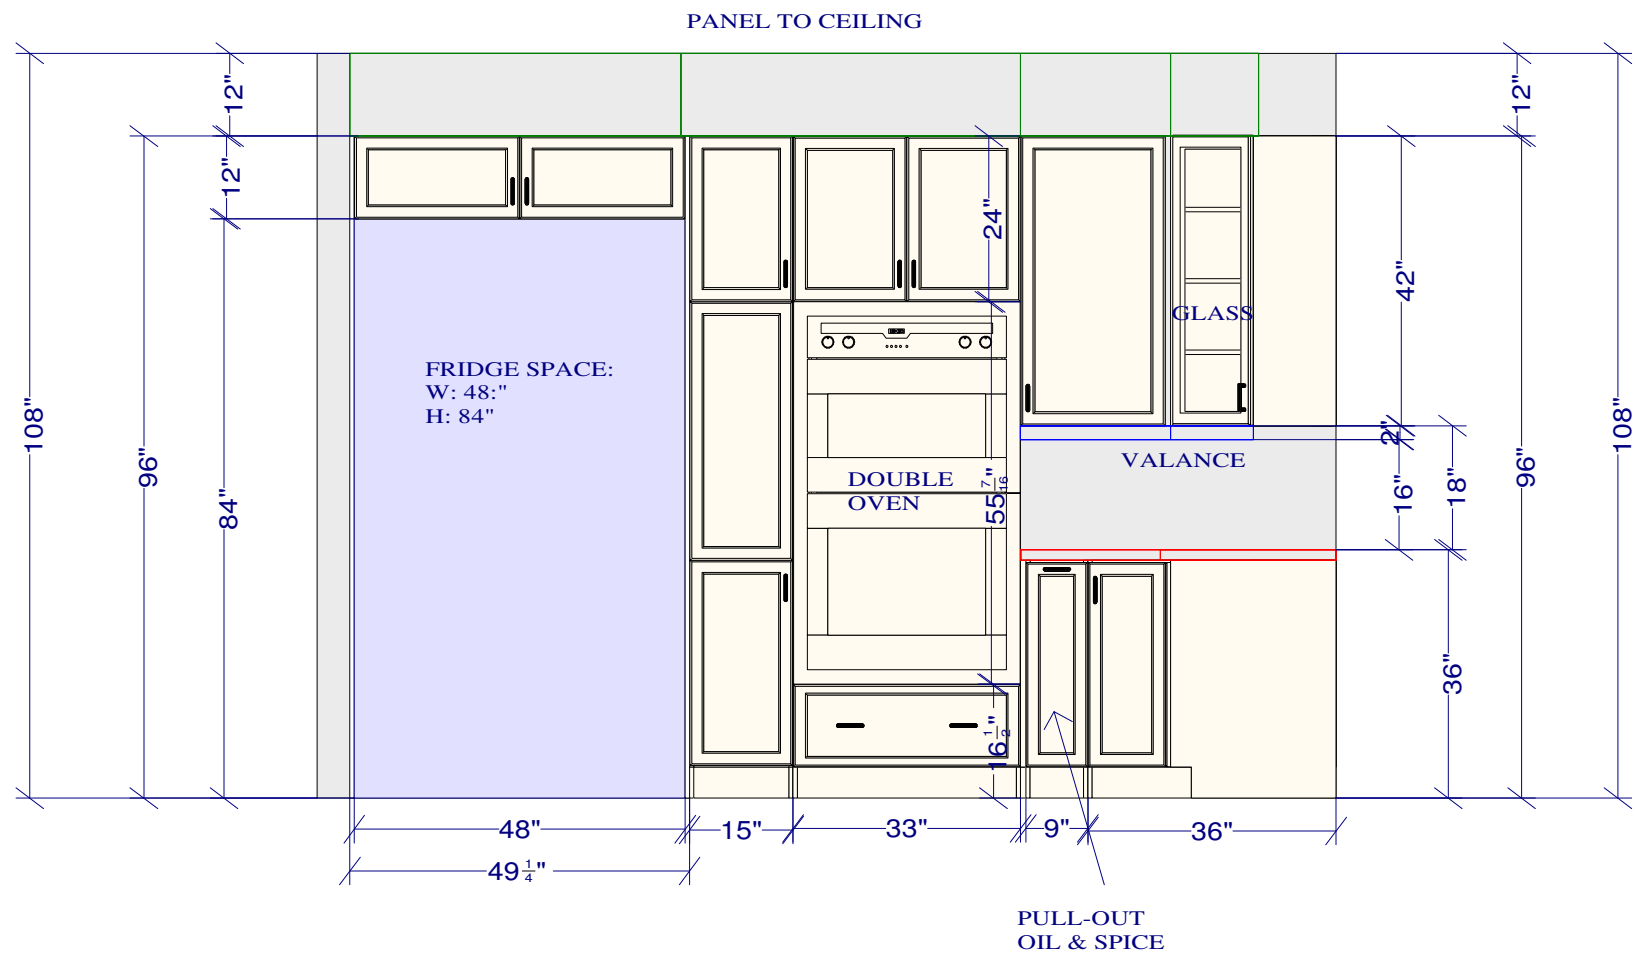 PANEL TO CEILING
12"
12"
12"
24"
42"
GLASS
FRIDGE SPACE:
W: 48:"
H: 84"
108"
96"
84"
DOUBLE
OVEN
55 7/16"
2"
VALANCE
16"
18"
96"
108"
36"
16 1/2"
48"
15"
33"
9"
36"
49 1/4"
PULL-OUT
OIL & SPICE